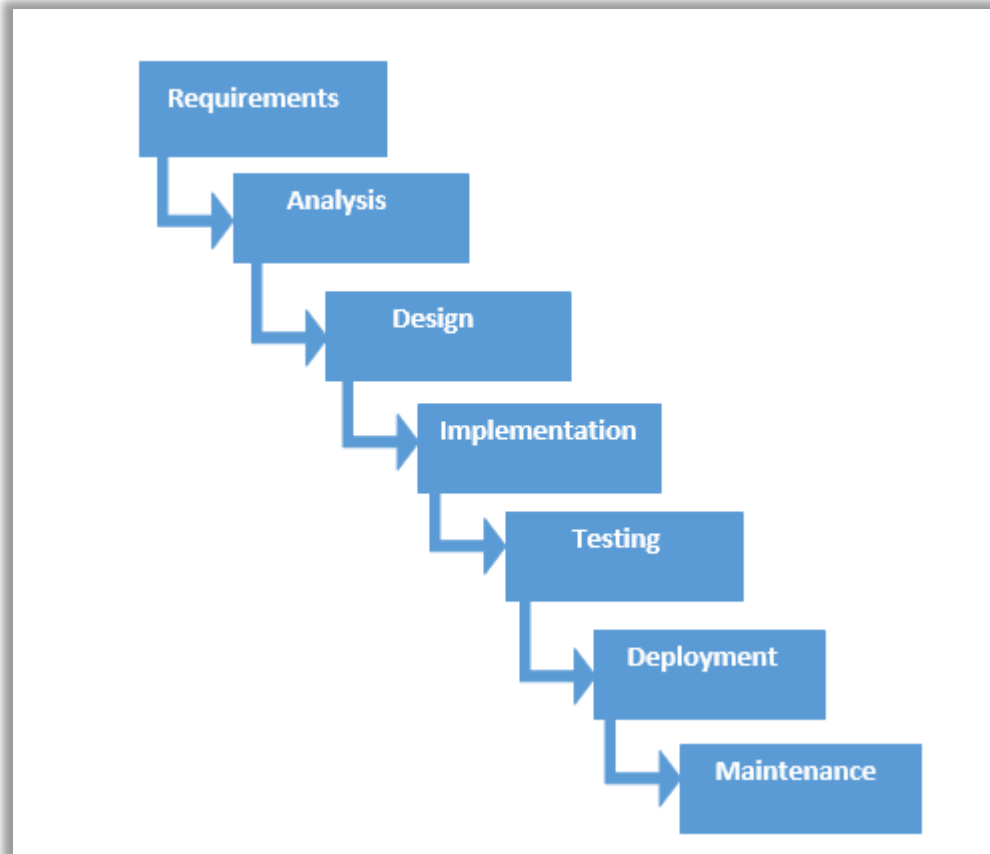 Requirements
Analysis
Design
Implementation
Testing
Deployment
Maintenance